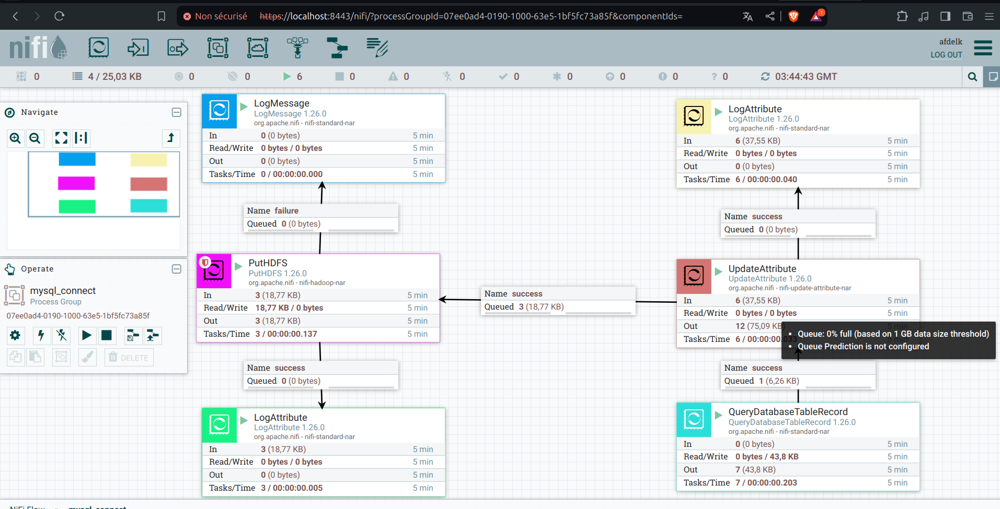 Non sécurisé https://localhost:8443/nifi/?processGroupId=07ee0ad4-0190-1000-63e5-1bf5fc73a85f&componentIds=
1
nifi
afdelk
LOG OUT
0 4 / 25,03 KB 0 0 6 0 0 0 0 0 0 0 ? 0 03:44:43 GMT
Navigate
Operate
mysql_connect
Process Group
07ee0ad4-0190-1000-63e5-1bf5fc73a85f
DELETE
LogMessage
LogMessage 1.26.0
org.apache.nifi - nifi-standard-nar
In 0 (0 bytes) 5 min
Read/Write 0 bytes / 0 bytes 5 min
Out 0 (0 bytes) 5 min
Tasks/Time 0 / 00:00:00.000 5 min
Name failure
Queued 0 (0 bytes)
PutHDFS
PutHDFS 1.26.0
org.apache.nifi - nifi-hadoop-nar
In 3 (18,77 KB) 5 min
Read/Write 18,77 KB / 0 bytes 5 min
Out 3 (18,77 KB) 5 min
Tasks/Time 3 / 00:00:00.137 5 min
Name success
Queued 0 (0 bytes)
LogAttribute
LogAttribute 1.26.0
org.apache.nifi - nifi-standard-nar
In 3 (18,77 KB) 5 min
Read/Write 0 bytes / 0 bytes 5 min
Out 0 (0 bytes) 5 min
Tasks/Time 3 / 00:00:00.005 5 min
Name success
Queued 3 (18,77 KB)
LogAttribute
LogAttribute 1.26.0
org.apache.nifi - nifi-standard-nar
In 6 (37,55 KB) 5 min
Read/Write 0 bytes / 0 bytes 5 min
Out 0 (0 bytes) 5 min
Tasks/Time 6 / 00:00:00.040 5 min
Name success
Queued 0 (0 bytes)
UpdateAttribute
UpdateAttribute 1.26.0
org.apache.nifi - nifi-update-attribute-nar
In 6 (37,55 KB) 5 min
Read/Write 0 bytes / 0 bytes 5 min
Out 12 (75,09 KB) 5 min
Tasks/Time 6 / 00:00:00.033 5 min
• Queue: 0% full (based on 1 GB data size threshold)
• Queue Prediction is not configured
Name success
Queued 1 (6,26 KB)
QueryDatabaseTableRecord
QueryDatabaseTableRecord 1.26.0
org.apache.nifi - nifi-standard-nar
In 0 (0 bytes) 5 min
Read/Write 0 bytes / 43,8 KB 5 min
Out 7 (43,8 KB) 5 min
Tasks/Time 7 / 00:00:00.203 5 min
NiFi Flow » mysql_connect